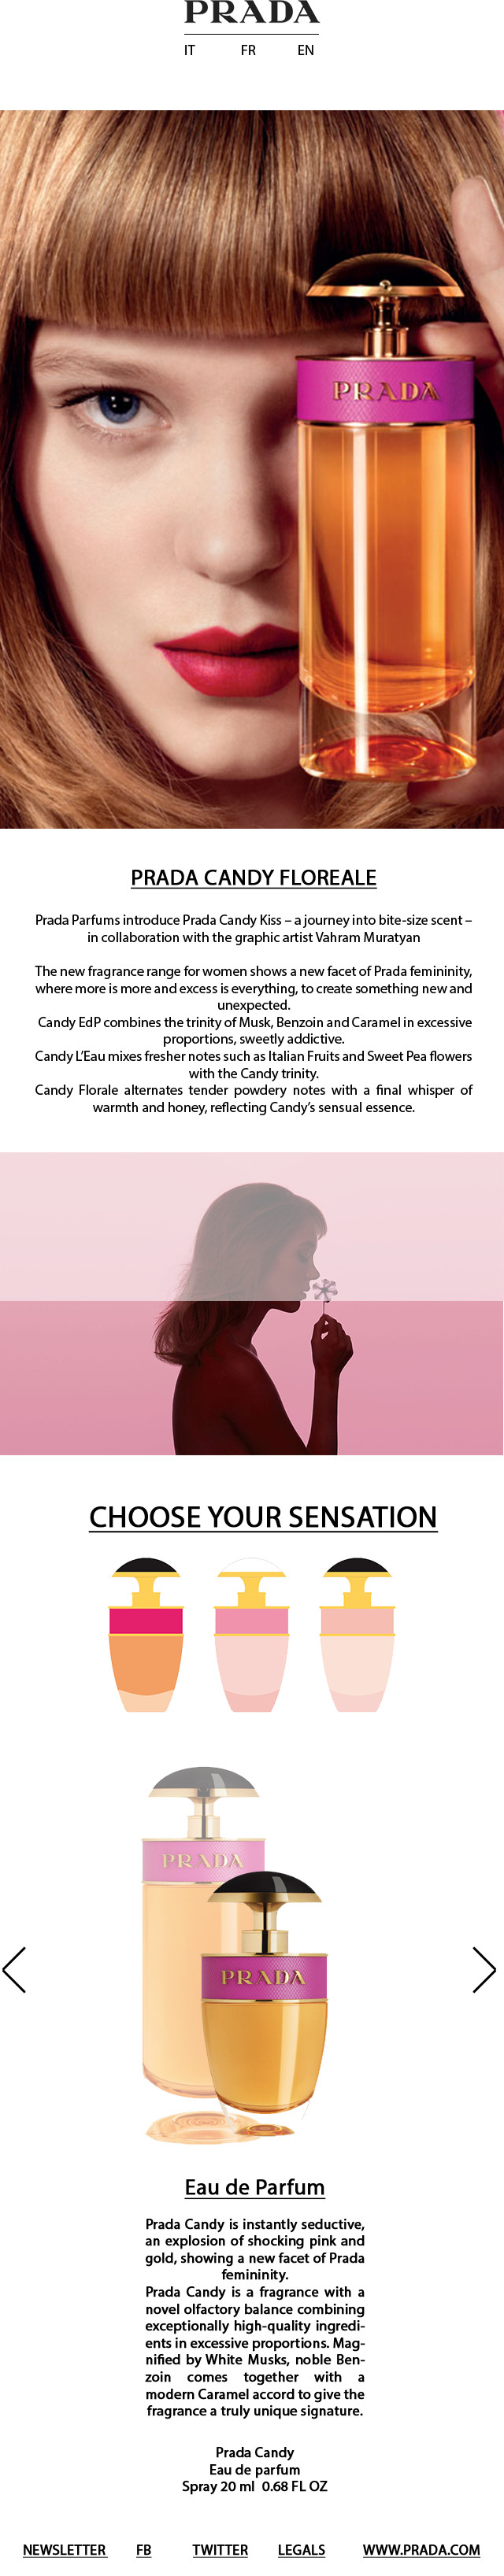 PRADA
IT FR EN
PRADA
PRADA CANDY FLOREALE
Prada Parfums introduce Prada Candy Kiss – a journey into bite-size scent –
in collaboration with the graphic artist Vahram Muratyan
The new fragrance range for women shows a new facet of Prada femininity,
where more is more and excess is everything, to create something new and
unexpected.
Candy EdP combines the trinity of Musk, Benzoin and Caramel in excessive
proportions, sweetly addictive.
Candy L’Eau mixes fresher notes such as Italian Fruits and Sweet Pea flowers
with the Candy trinity.
Candy Florale alternates tender powdery notes with a final whisper of
warmth and honey, reflecting Candy’s sensual essence.
CHOOSE YOUR SENSATION
PRADA
PRADA
Eau de Parfum
Prada Candy is instantly seductive,
an explosion of shocking pink and
gold, showing a new facet of Prada
femininity.
Prada Candy is a fragrance with a
novel olfactory balance combining
exceptionally high-quality ingredi-
ents in excessive proportions. Mag-
nified by White Musks, noble Ben-
zoin comes together with a
modern Caramel accord to give the
fragrance a truly unique signature.
Prada Candy
Eau de parfum
Spray 20 ml 0.68 FL OZ
NEWSLETTER FB TWITTER LEGALS WWW.PRADA.COM